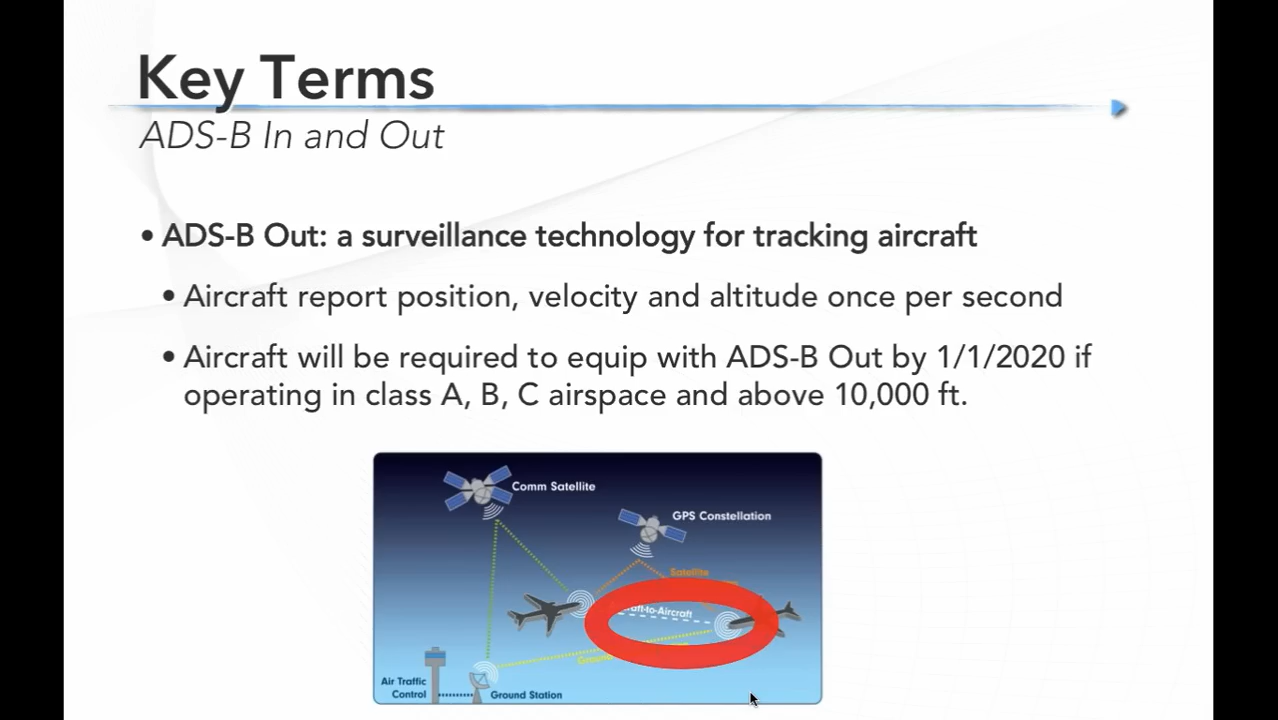 Key Terms
ADS-B In and Out
• ADS-B Out: a surveillance technology for tracking aircraft
• Aircraft report position, velocity and altitude once per second
• Aircraft will be required to equip with ADS-B Out by 1/1/2020 if
operating in class A, B, C airspace and above 10,000 ft.
Comm Satellite
GPS Constellation
Satellite
-to-Aircraft
Air Traffic
Control
Ground Station